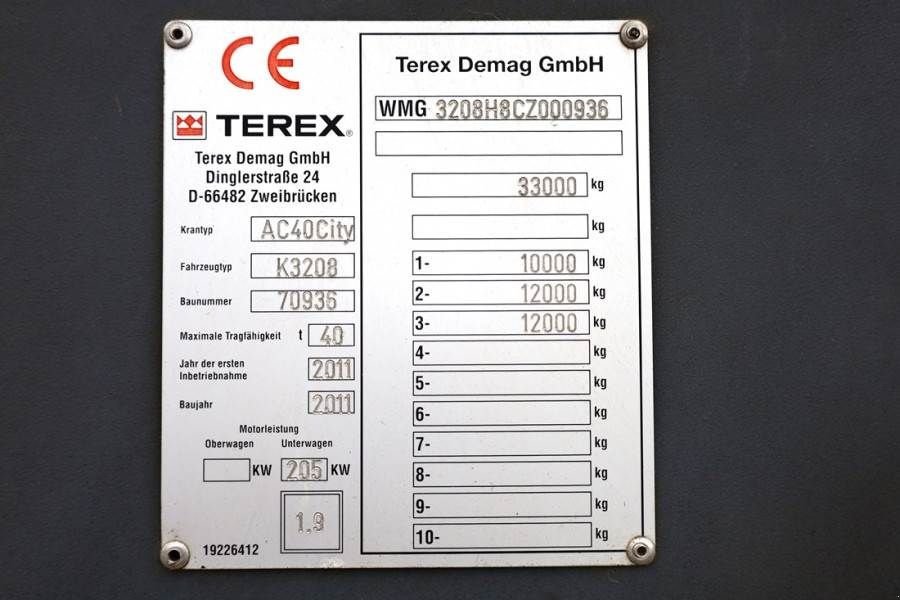 CE
TEREX®
Terex Demag GmbH
Dinglerstraße 24
D-66482 Zweibrücken
Krantyp AC40City
Fahrzeugtyp K3208
Baunummer 70936
Maximale Tragfähigkeit t 40
Jahr der ersten
Inbetriebnahme 2011
Baujahr 2011
Motorleistung
Oberwagen Unterwagen
KW 205 KW
1.9
19226412
Terex Demag GmbH
WMG 3208H8CZ000936
33000 kg
kg
1- 10000 kg
2- 12000 kg
3- 12000 kg
4- kg
5- kg
6- kg
7- kg
8- kg
9- kg
10- kg